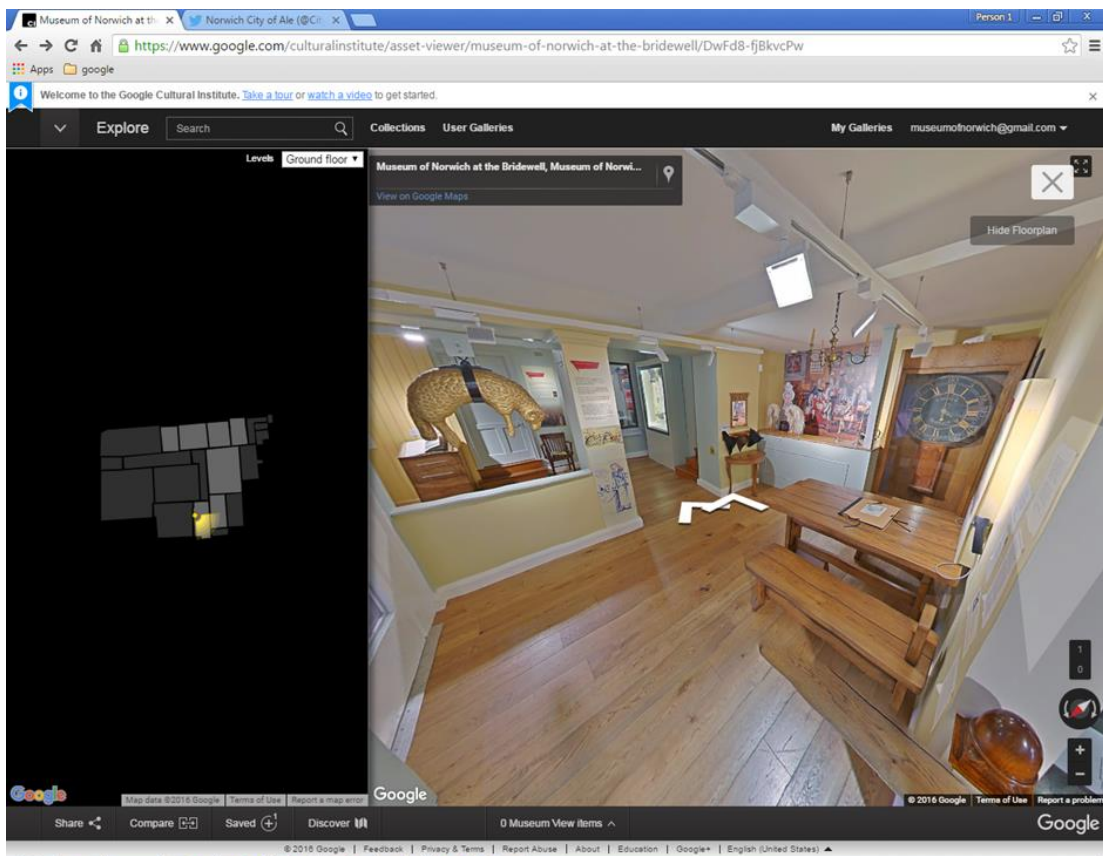 Museum of Norwich at th
Norwich City of Ale (@Cit
Person 1
https://www.google.com/culturalinstitute/asset-viewer/museum-of-norwich-at-the-bridewell/DwFd8-fjBkvcPw
Apps google
Welcome to the Google Cultural Institute. Take a tour or watch a video to get started.
Explore Search Collections User Galleries My Galleries museumofnorwich@gmail.com
Levels Ground floor
Museum of Norwich at the Bridewell, Museum of Norwi...
View on Google Maps
Hide Floorplan
1
0
+
-
Google Map data ©2016 Google Terms of Use Report a map error
Google © 2016 Google Terms of Use Report a problem
Share Compare Saved Discover 0 Museum View items Google
© 2016 Google | Feedback | Privacy & Terms | Report Abuse | About | Education | Google+ | English (United States)